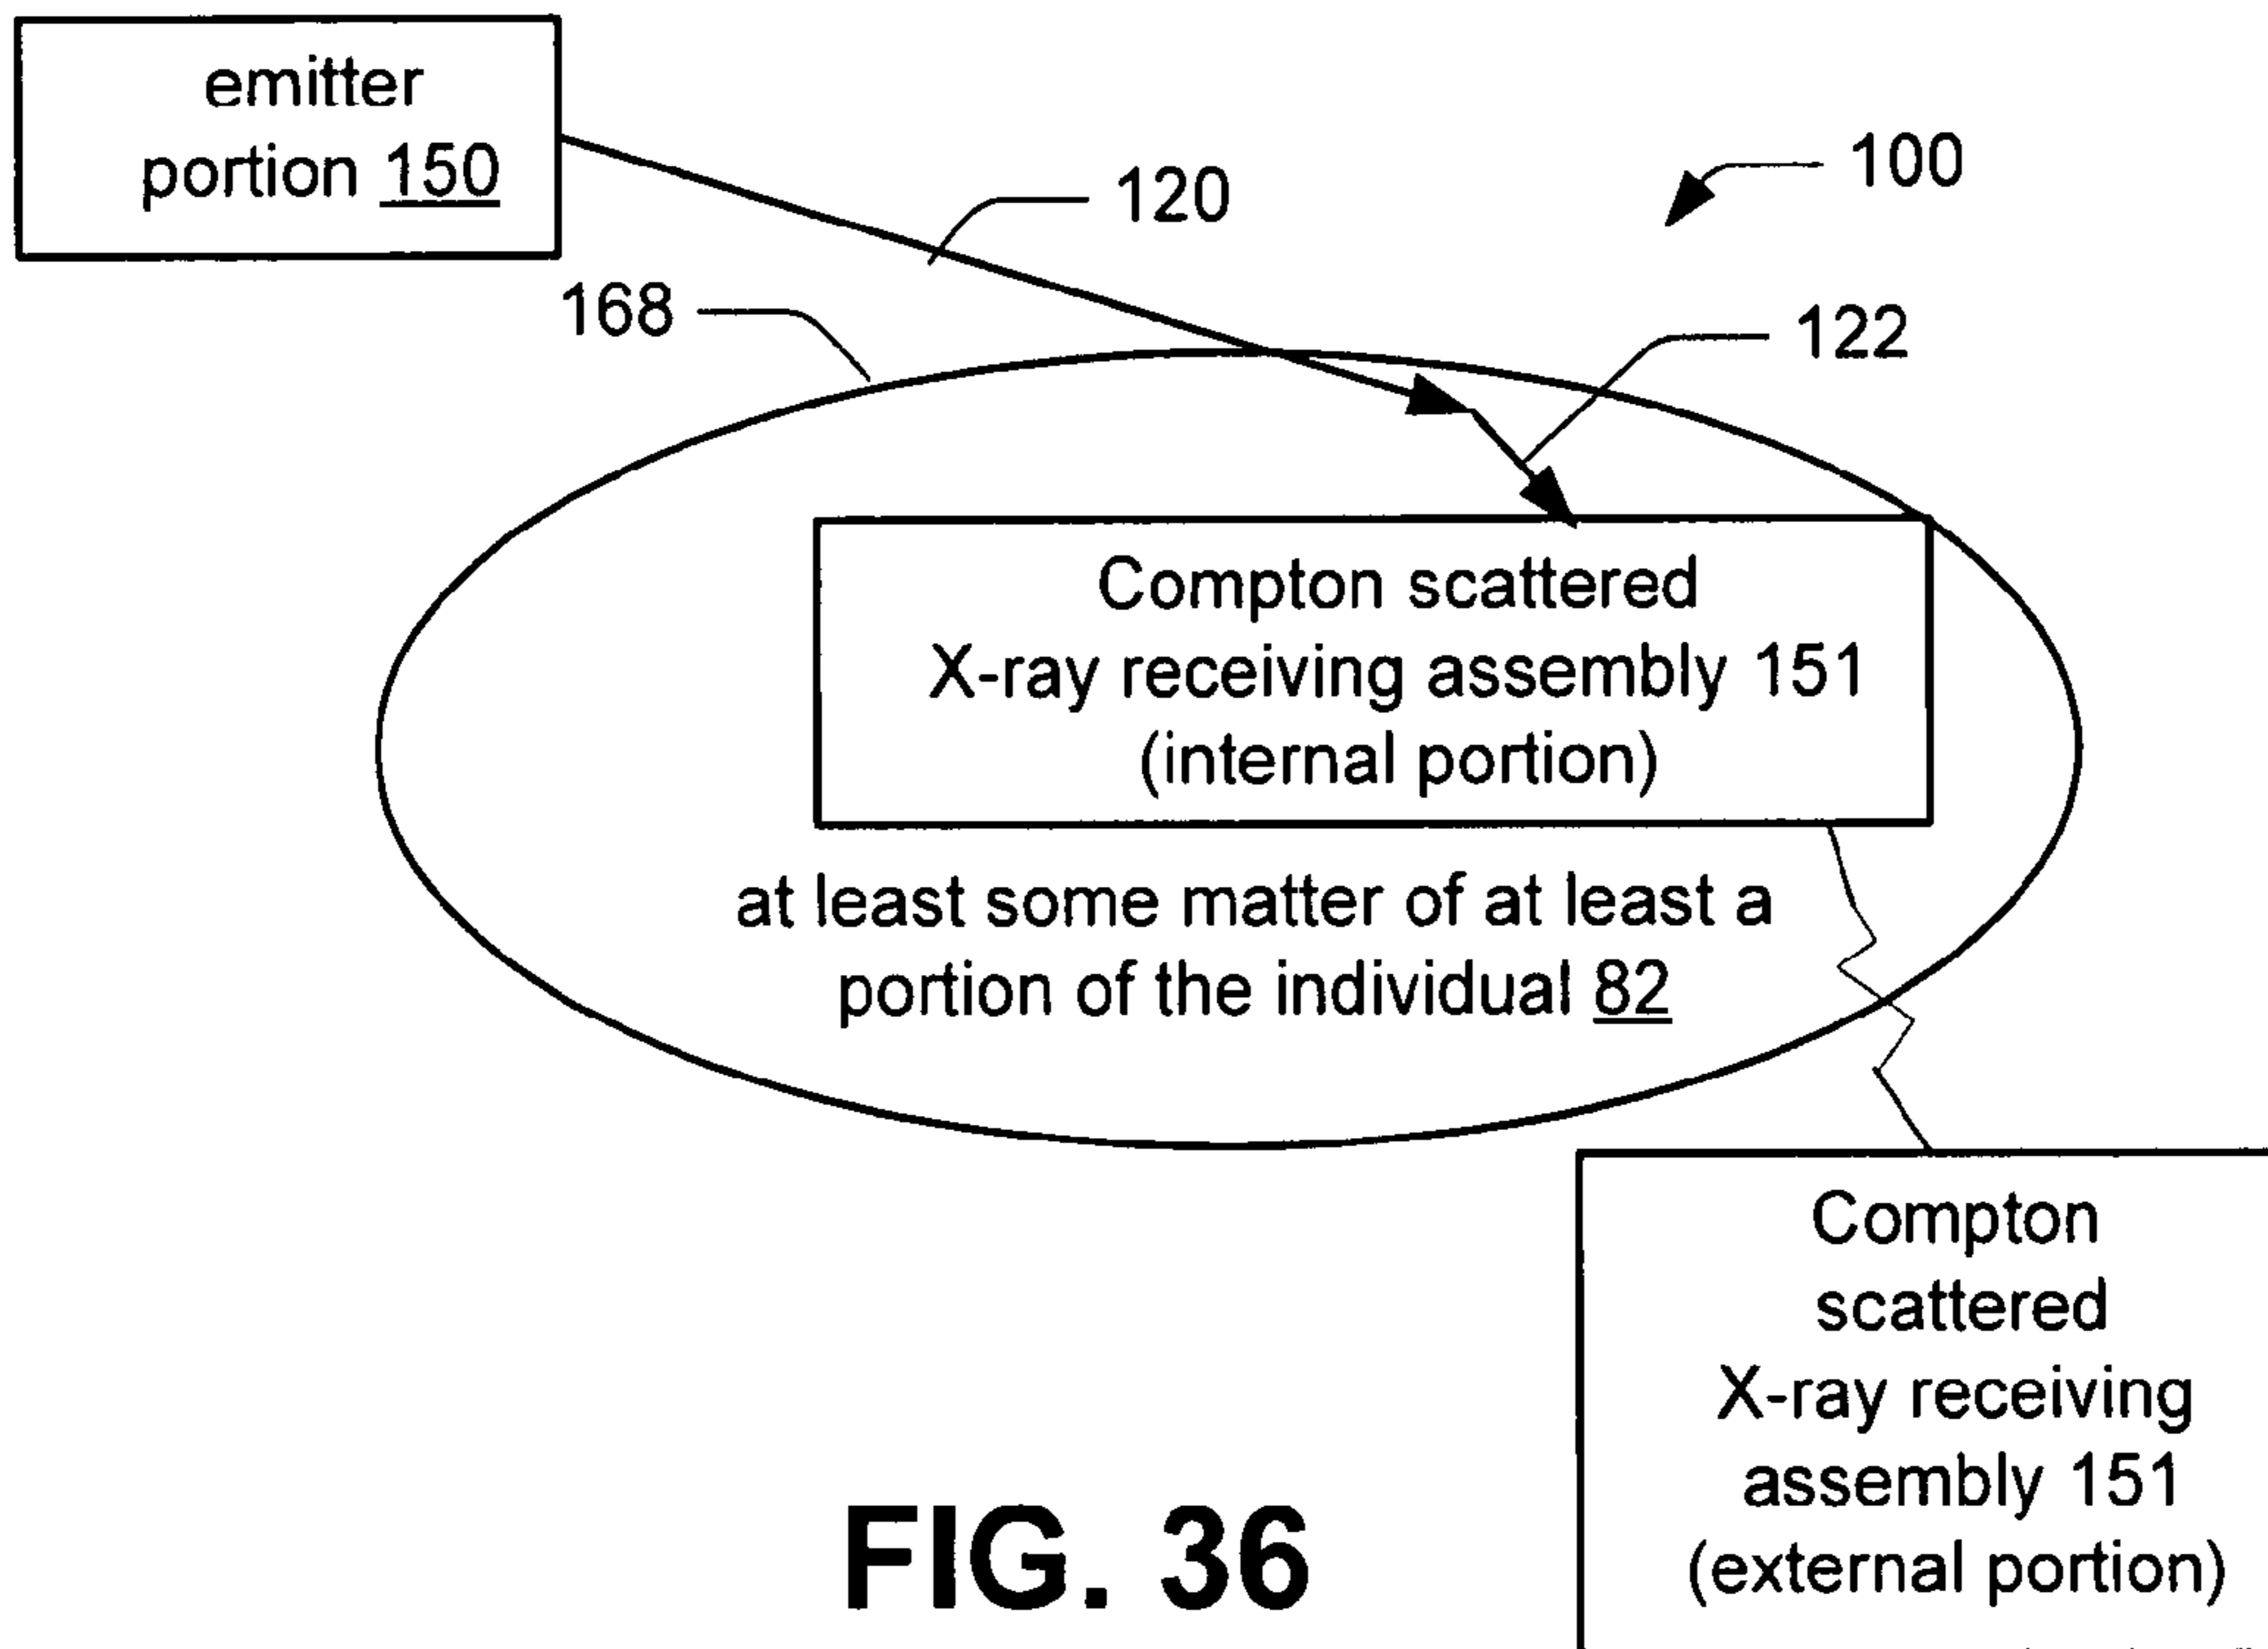 emitter
portion 150
120
100
168
122
Compton scattered
X-ray receiving assembly 151
(internal portion)
at least some matter of at least a
portion of the individual 82
Compton
scattered
X-ray receiving
assembly 151
(external portion)
FIG. 36